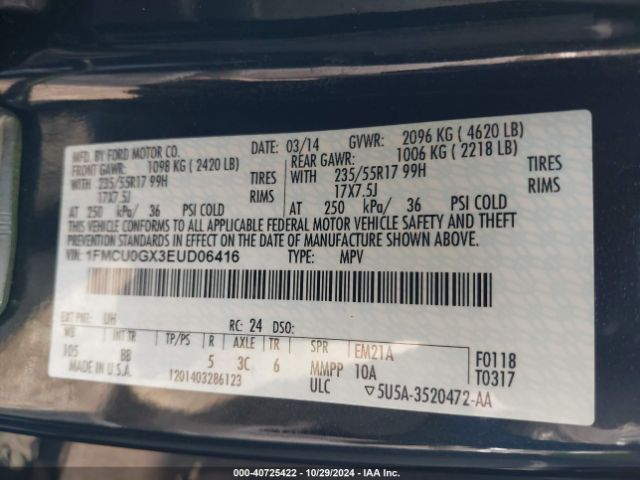 MFD. BY FORD MOTOR CO. DATE: 03/14 GVWR: 2096 KG ( 4620 LB)
FRONT GAWR: 1098 KG ( 2420 LB) REAR GAWR: 1006 KG ( 2218 LB)
WITH 235/55R17 99H TIRES WITH 235/55R17 99H TIRES
17X7.5J RIMS 17X7.5J RIMS
AT 250 kPa/ 36 PSI COLD AT 250 kPa/ 36 PSI COLD
THIS VEHICLE CONFORMS TO ALL APPLICABLE FEDERAL MOTOR VEHICLE SAFETY AND THEFT
PREVENTION STANDARDS IN EFFECT ON THE DATE OF MANUFACTURE SHOWN ABOVE.
VIN: 1FMCU0GX3EUD06416 TYPE: MPV
EXT PNT: UH RC: 24 DSO:
WB INT TR TP/PS R AXLE TR SPR EM21A F0118
105 BB 5 3C 6 MMPP 10A T0317
MADE IN U.S.A. 1201403286123 ULC 5U5A-3520472-AA
000-40725422 - 10/29/2024 - IAA Inc.